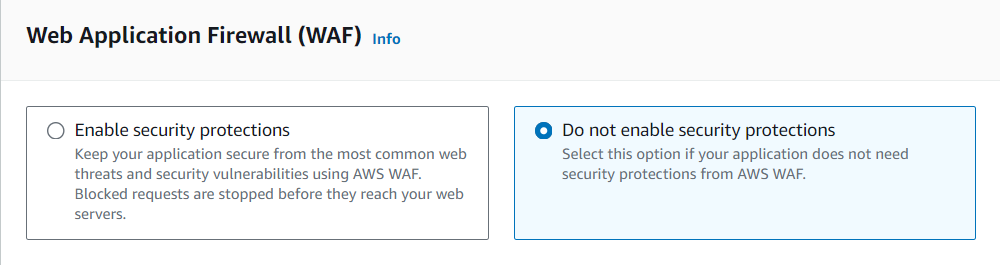 Web Application Firewall (WAF) Info
Enable security protections
Keep your application secure from the most common web
threats and security vulnerabilities using AWS WAF.
Blocked requests are stopped before they reach your web
servers.
Do not enable security protections
Select this option if your application does not need
security protections from AWS WAF.